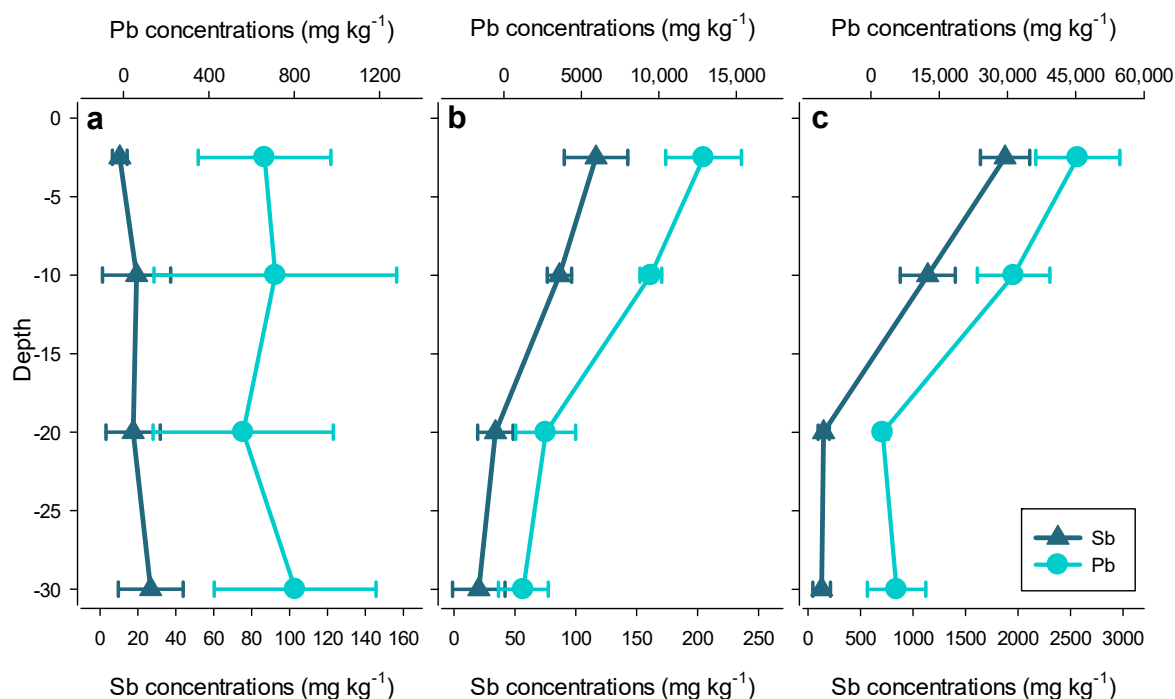 Pb concentrations (mg kg⁻¹) Pb concentrations (mg kg⁻¹) Pb concentrations (mg kg⁻¹)
0 400 800 1200 0 5000 10,000 15,000 0 15,000 30,000 45,000 60,000
a b c
0
-5
-10
-15
-20
-25
-30
Depth
Sb
Pb
0 20 40 60 80 100 120 140 160 0 50 100 150 200 250 0 500 1000 1500 2000 2500 3000
Sb concentrations (mg kg⁻¹) Sb concentrations (mg kg⁻¹) Sb concentrations (mg kg⁻¹)